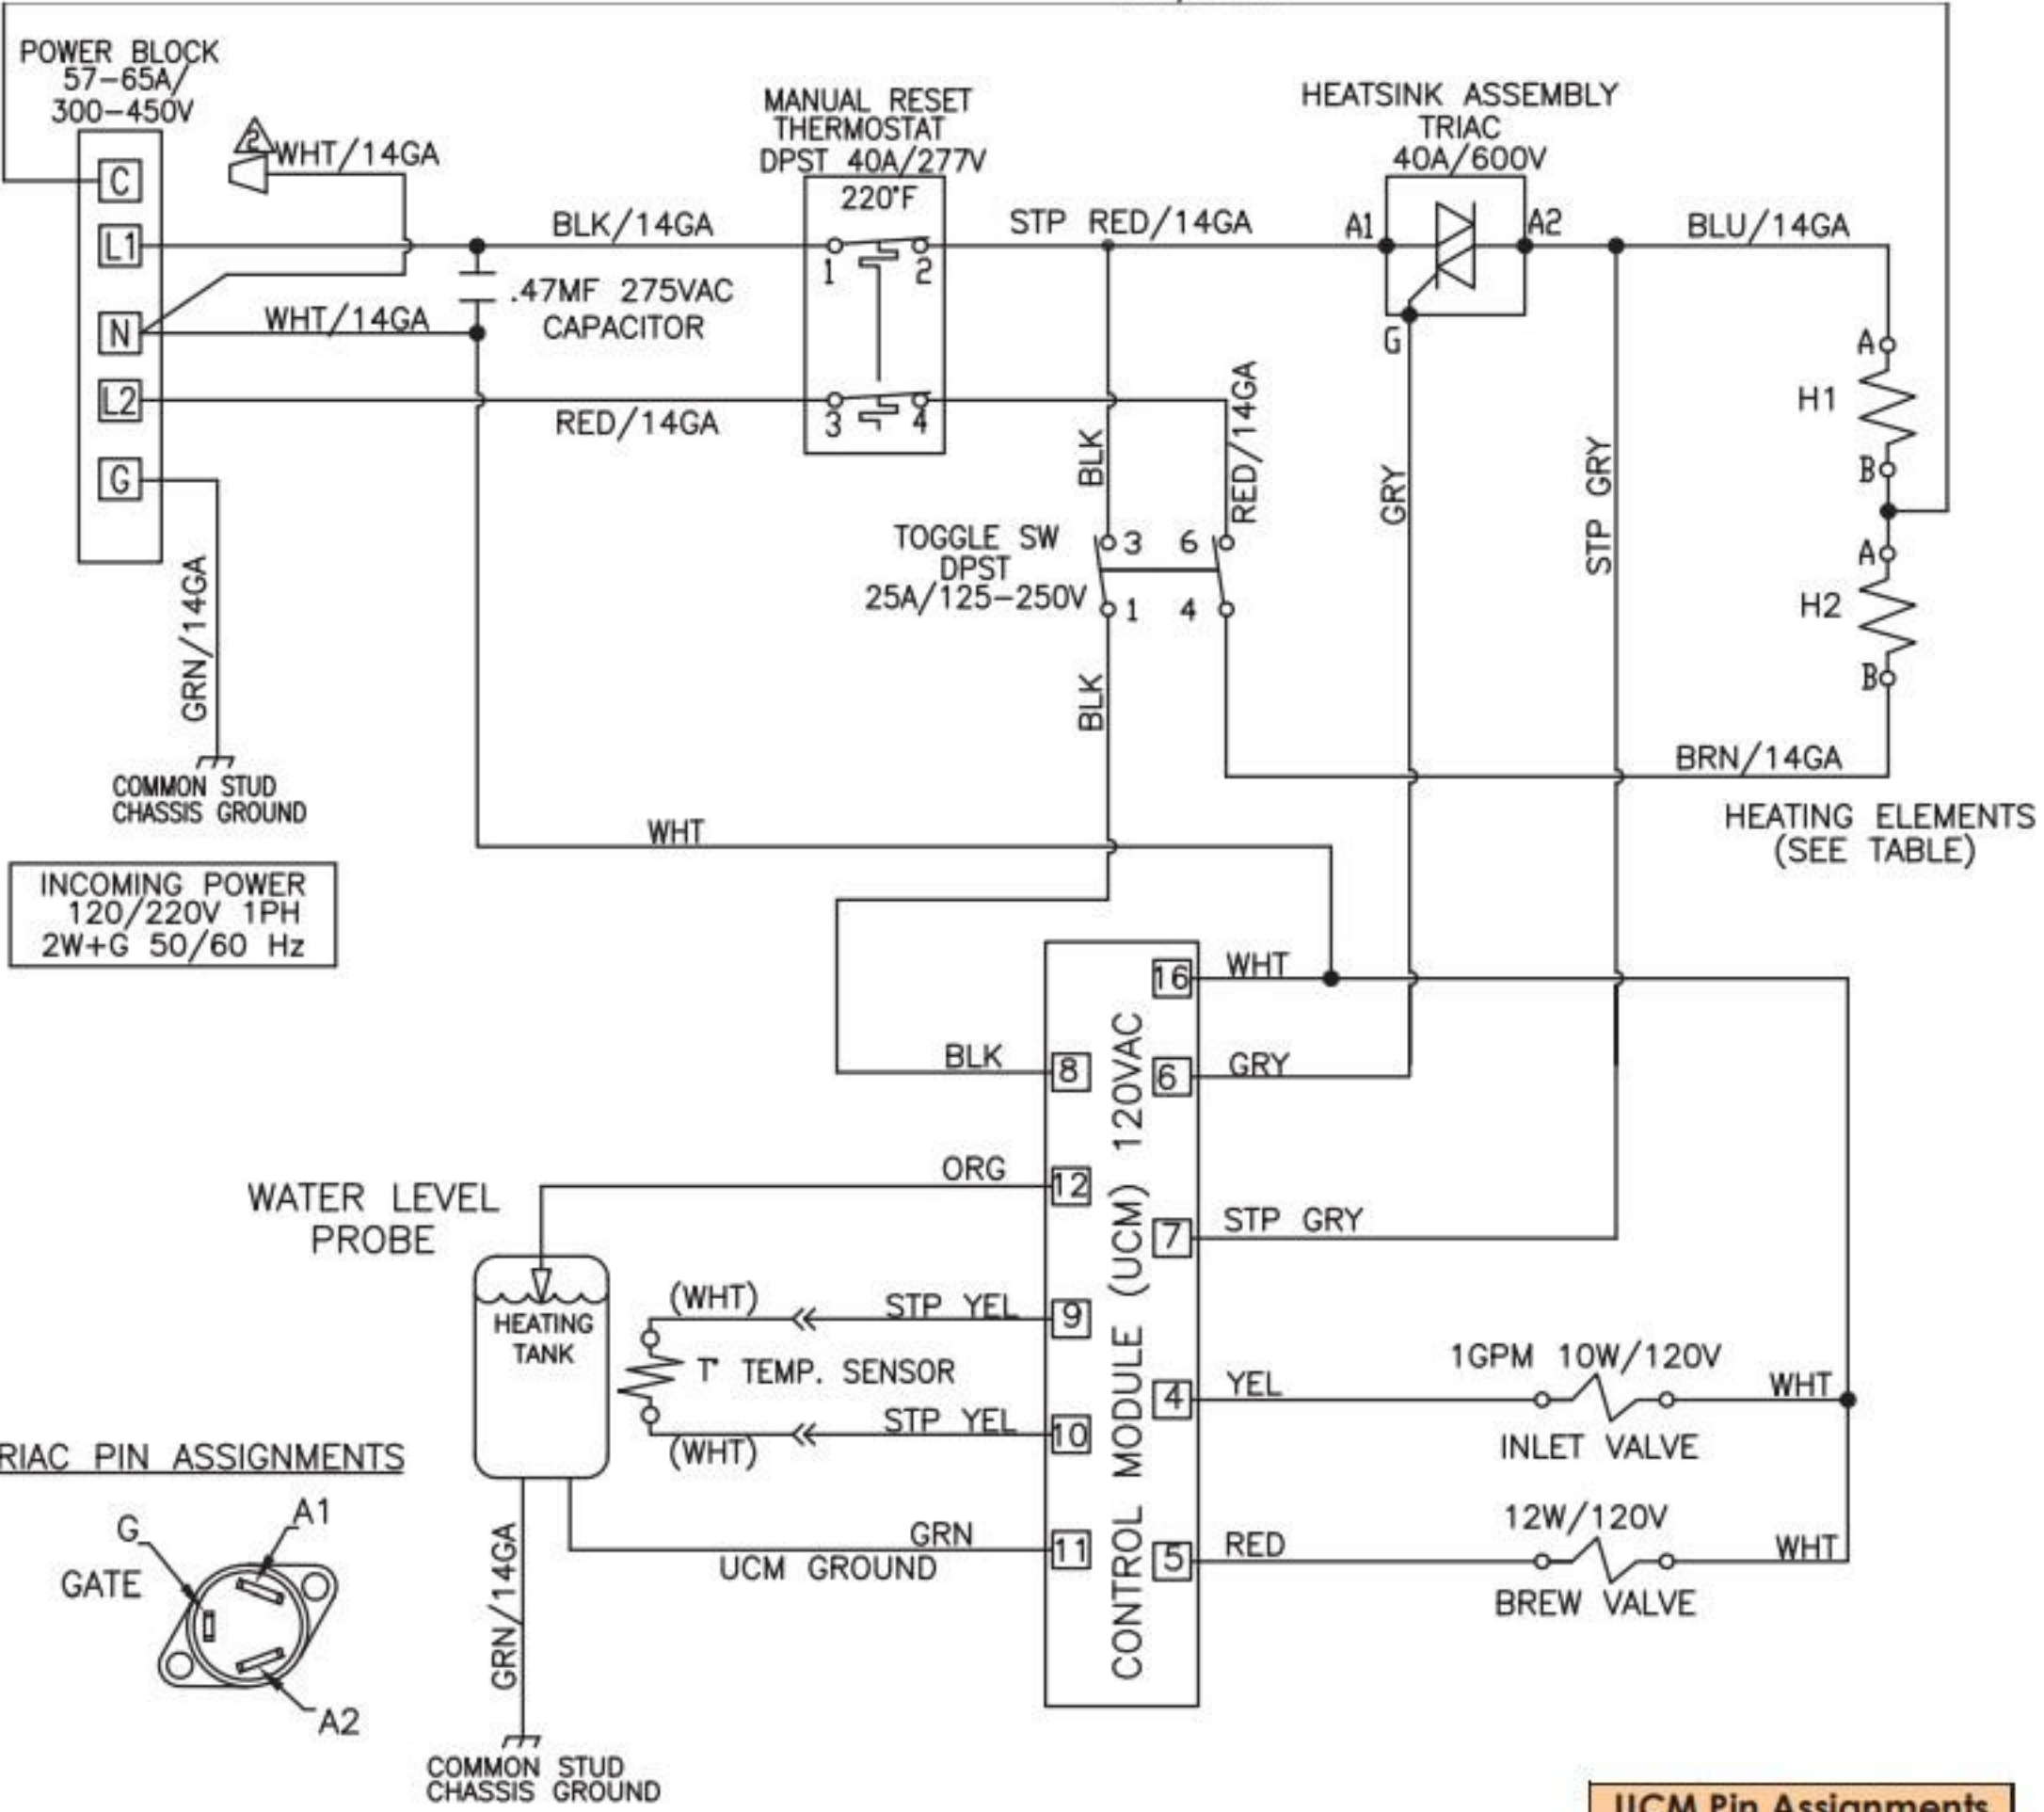 POWER BLOCK
57-65A/
300-450V
C
L1
N
L2
G
2
WHT/14GA
WHT/14GA
BLK/14GA
.47MF 275VAC
CAPACITOR
RED/14GA
GRN/14GA
COMMON STUD
CHASSIS GROUND
INCOMING POWER
120/220V 1PH
2W+G 50/60 Hz
MANUAL RESET
THERMOSTAT
DPST 40A/277V
220°F
1
2
3
4
STP RED/14GA
HEATSINK ASSEMBLY
TRIAC
40A/600V
A1
A2
G
BLU/14GA
A
H1
B
A
H2
B
BLK
RED/14GA
GRY
STP GRY
TOGGLE SW
DPST
25A/125-250V
3
6
1
4
BLK
BRN/14GA
HEATING ELEMENTS
(SEE TABLE)
WHT
CONTROL MODULE (UCM) 120VAC
16
WHT
8
BLK
6
GRY
12
ORG
7
STP GRY
9
STP YEL
(WHT)
10
STP YEL
(WHT)
T° TEMP. SENSOR
4
YEL
1GPM 10W/120V
WHT
INLET VALVE
11
GRN
UCM GROUND
5
RED
12W/120V
WHT
BREW VALVE
WATER LEVEL
PROBE
HEATING
TANK
GRN/14GA
COMMON STUD
CHASSIS GROUND
RIAC PIN ASSIGNMENTS
G
GATE
A1
A2
UCM Pin Assignments